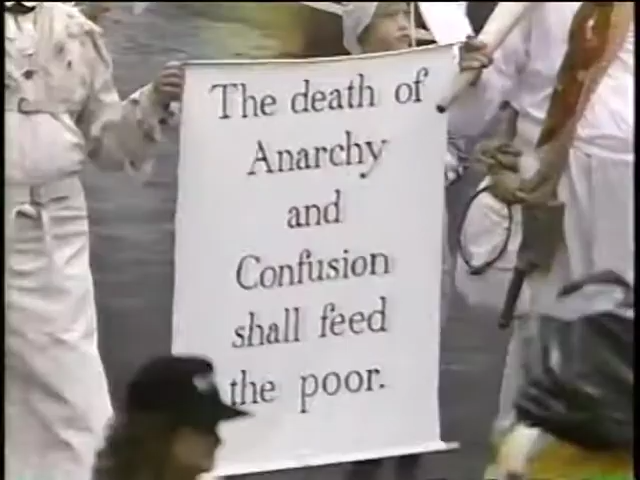 The death of
Anarchy
and
Confusion
shall feed
the poor.